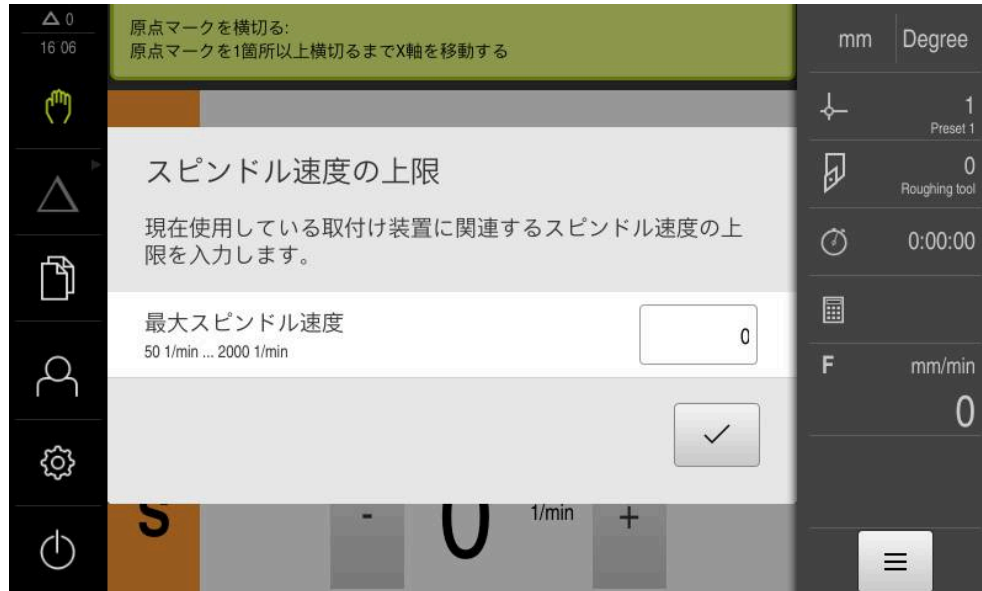 0
16 06
原点マークを横切る:
原点マークを1箇所以上横切るまでX軸を移動する
mm
Degree
1
Preset 1
0
Roughing tool
0:00:00
F
mm/min
0
スピンドル速度の上限
現在使用している取付け装置に関連するスピンドル速度の上
限を入力します。
最大スピンドル速度
50 1/min ... 2000 1/min
0
S
-
0
1/min
+